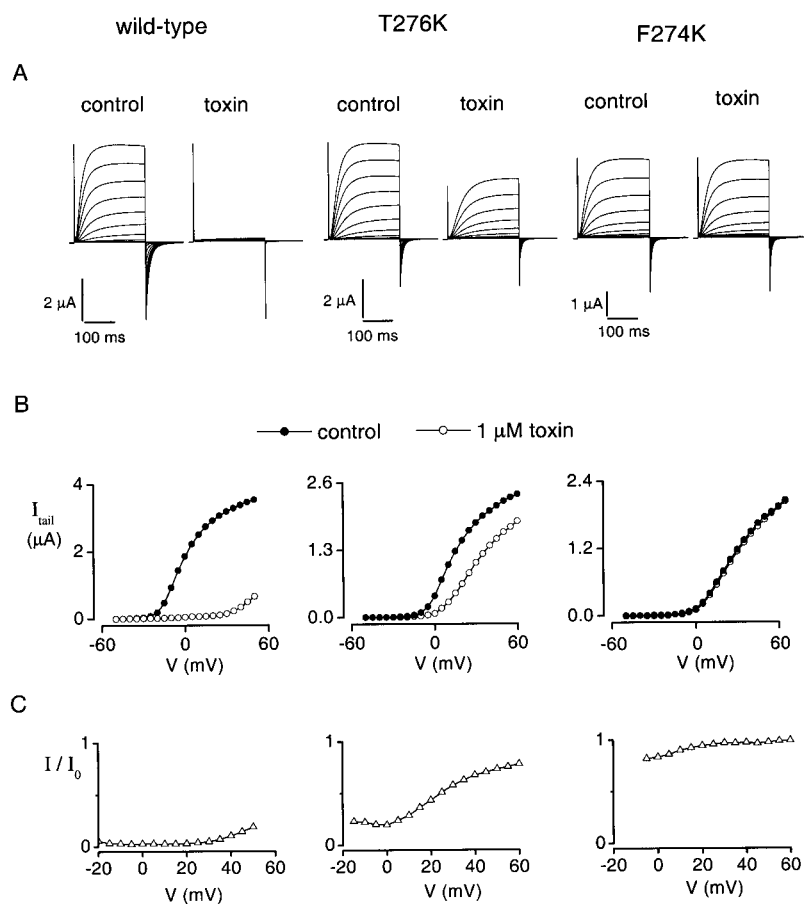 wild-type T276K F274K
A
control toxin control toxin control toxin
2 μA 2 μA 1 μA
100 ms 100 ms 100 ms
B
control 1 μM toxin
4 2.6 2.4
I tail (μA)
2 1.3 1.2
0 0.0 0.0
-60 0 60 -60 0 60 -60 0 60
V (mV) V (mV) V (mV)
C
1 1 1
I / I0
0 0 0
-20 0 20 40 60 -20 0 20 40 60 -20 0 20 40 60
V (mV) V (mV) V (mV)